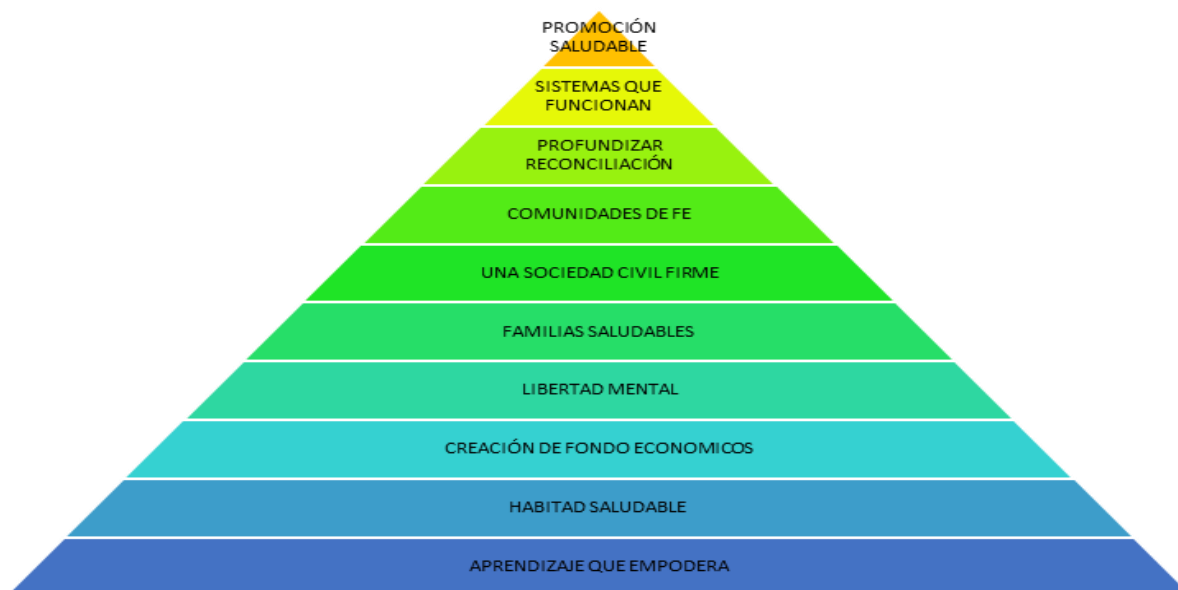 PROMOCIÓN
SALUDABLE
SISTEMAS QUE
FUNCIONAN
PROFUNDIZAR
RECONCILIACIÓN
COMUNIDADES DE FE
UNA SOCIEDAD CIVIL FIRME
FAMILIAS SALUDABLES
LIBERTAD MENTAL
CREACIÓN DE FONDO ECONOMICOS
HABITAD SALUDABLE
APRENDIZAJE QUE EMPODERA